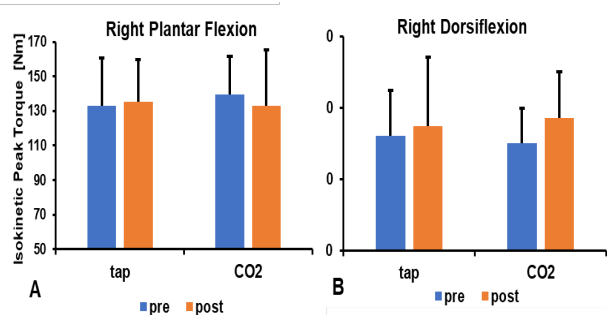 Right Plantar Flexion
Isokinetic Peak Torque [Nm]
170
150
130
110
90
70
50
tap CO2
A
pre post
Right Dorsiflexion
0
0
0
0
tap CO2
B
pre post